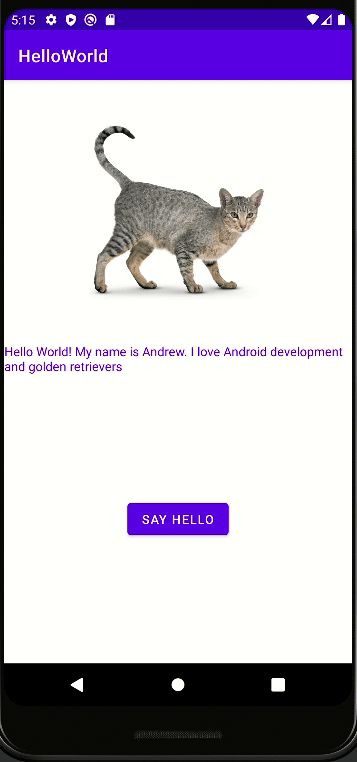 5:15
HelloWorld
Hello World! My name is Andrew. I love Android development
and golden retrievers
SAY HELLO